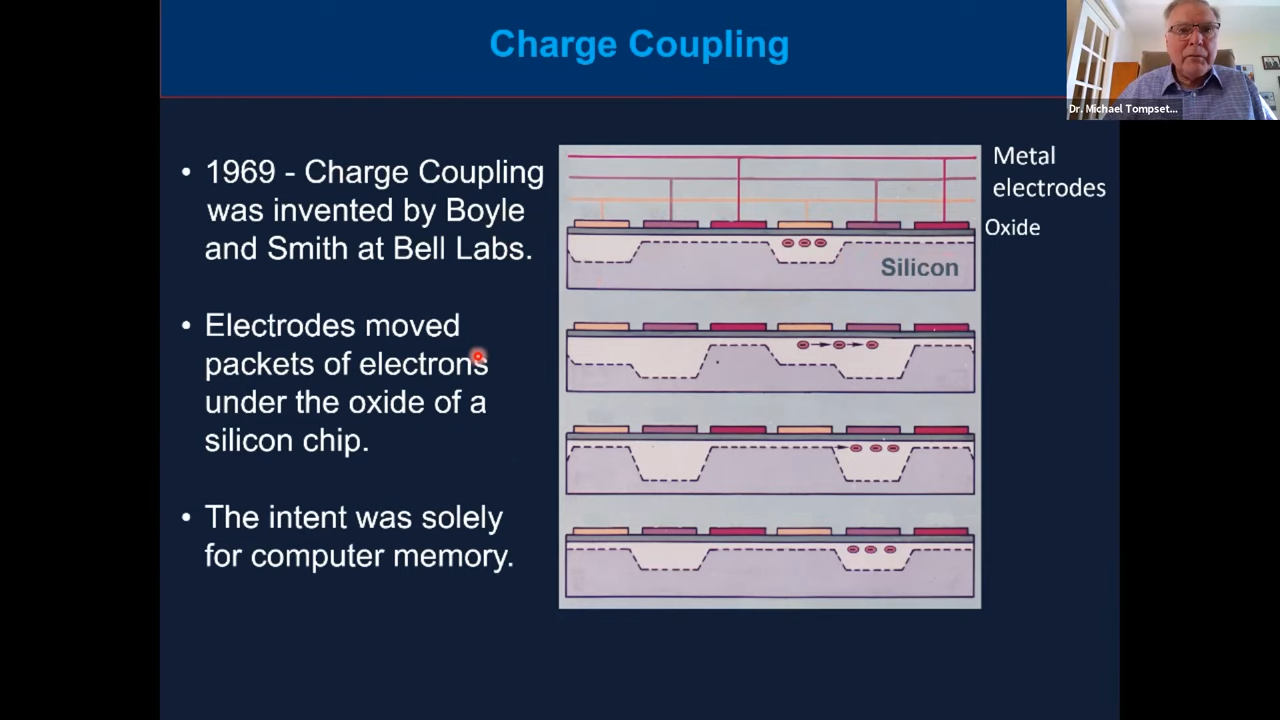 Charge Coupling
Dr. Michael Tompset...
• 1969 - Charge Coupling
was invented by Boyle
and Smith at Bell Labs.
• Electrodes moved
packets of electrons
under the oxide of a
silicon chip.
• The intent was solely
for computer memory.
Metal
electrodes
Oxide
Silicon